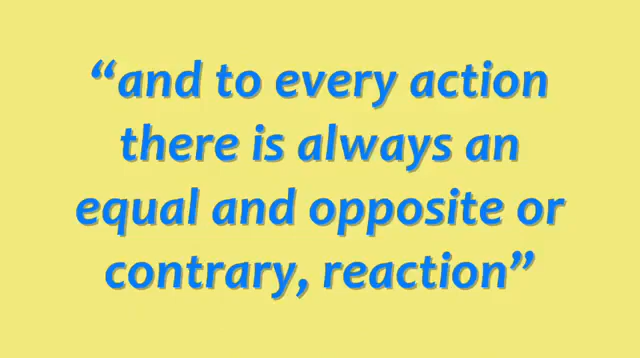 “and to every action
there is always an
equal and opposite or
contrary, reaction”